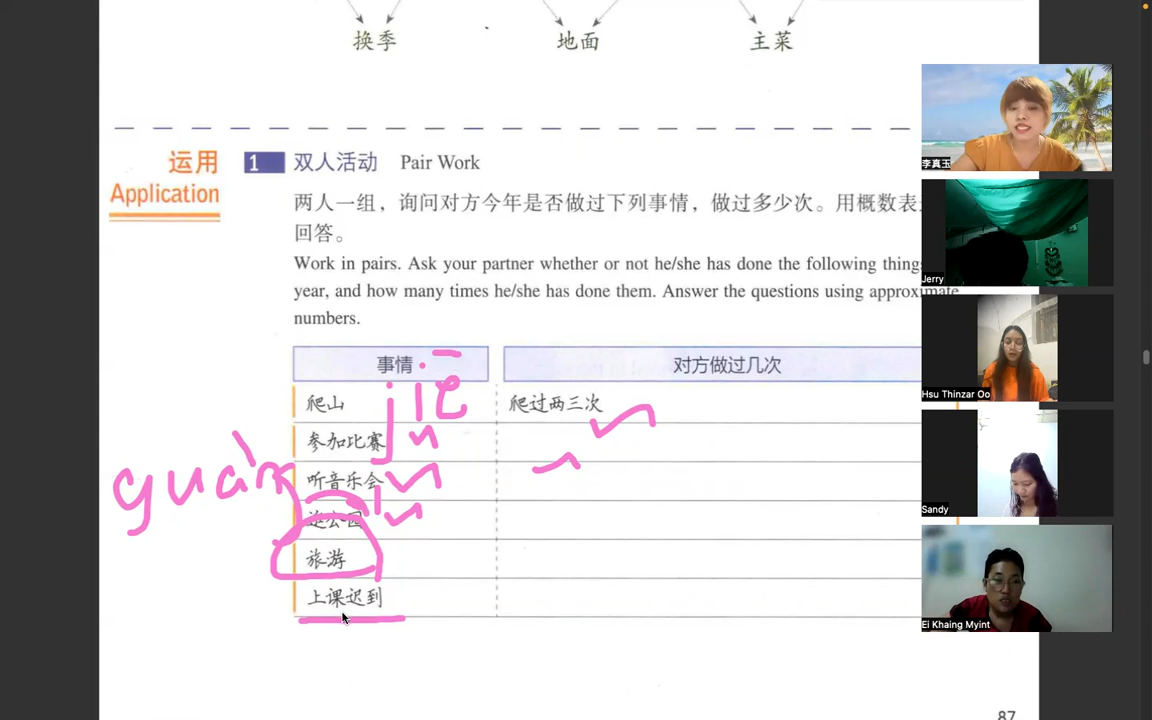 换季 地面 主菜
运用
Application
1 双人活动 Pair Work
两人一组，询问对方今年是否做过下列事情，做过多少次。用概数表
回答。
Work in pairs. Ask your partner whether or not he/she has done the following things
year, and how many times he/she has done them. Answer the questions using approximate
numbers.
事情 对方做过几次
爬山 爬过两三次
参加比赛
听音乐会
逛公园
旅游
上课迟到
jiē
guàn
87
李真玉
Jerry
Hsu Thinzar Oo
Sandy
Ei Khaing Myint